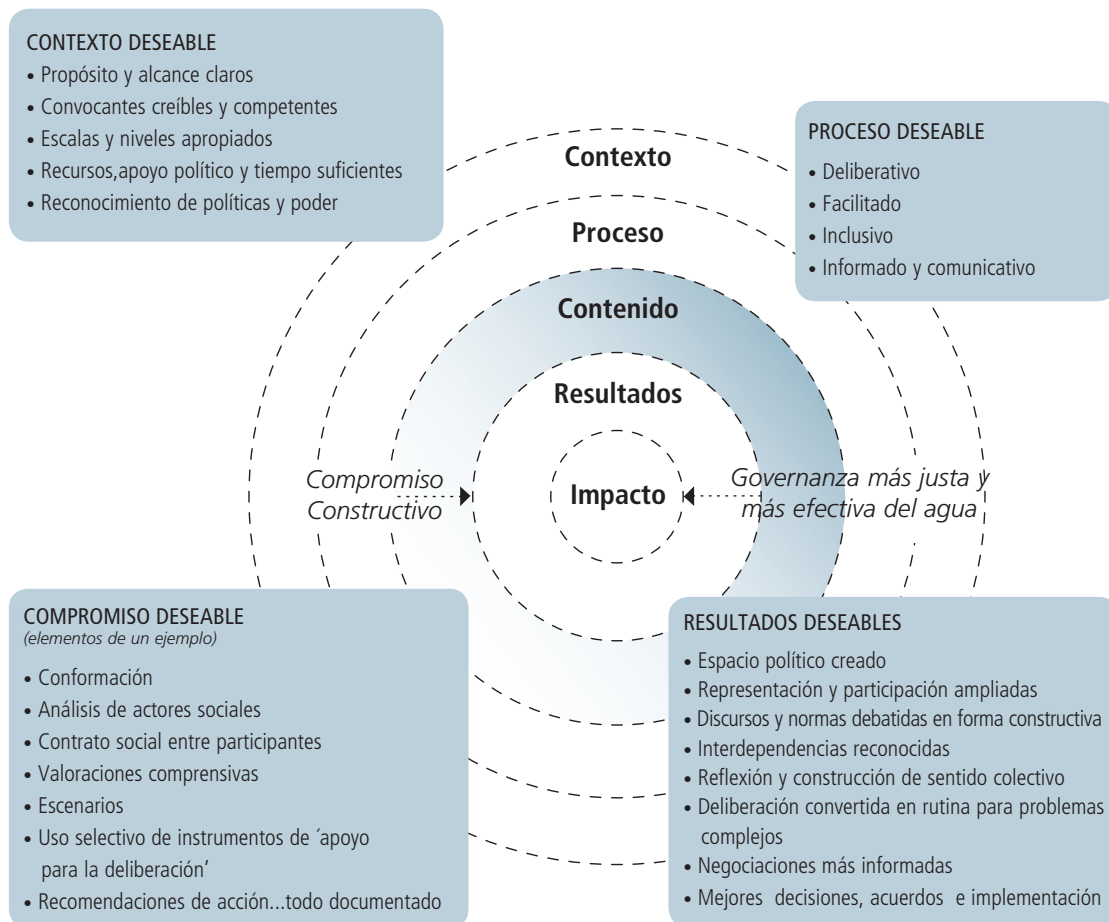 CONTEXTO DESEABLE
• Propósito y alcance claros
• Convocantes creíbles y competentes
• Escalas y niveles apropiados
• Recursos,apoyo político y tiempo suficientes
• Reconocimiento de políticas y poder
PROCESO DESEABLE
• Deliberativo
• Facilitado
• Inclusivo
• Informado y comunicativo
Contexto
Proceso
Contenido
Resultados
Impacto
Compromiso
Constructivo
Governanza más justa y
más efectiva del agua
COMPROMISO DESEABLE
(elementos de un ejemplo)
• Conformación
• Análisis de actores sociales
• Contrato social entre participantes
• Valoraciones comprensivas
• Escenarios
• Uso selectivo de instrumentos de ´apoyo
para la deliberación’
• Recomendaciones de acción...todo documentado
RESULTADOS DESEABLES
• Espacio político creado
• Representación y participación ampliadas
• Discursos y normas debatidas en forma constructiva
• Interdependencias reconocidas
• Reflexión y construcción de sentido colectivo
• Deliberación convertida en rutina para problemas
complejos
• Negociaciones más informadas
• Mejores decisiones, acuerdos e implementación